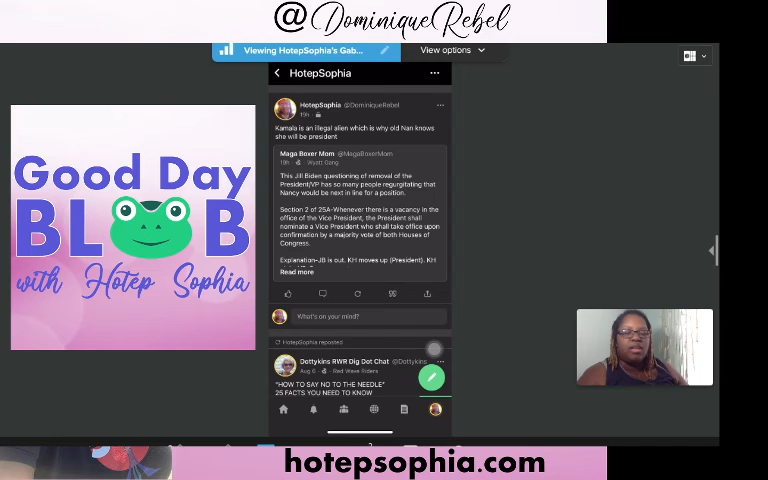 @DominiqueRebel
Viewing HotepSophia's Gab...
View options
HotepSophia
HotepSophia @DominiqueRebel
19h
Kamala is an illegal alien which is why old Nan knows
she will be president
Maga Boxer Mom @MagaBoxerMom
19h · Wyatt Gang
This Jill Biden questioning of removal of the
President/VP has so many people regurgitating that
Nancy would be next in line for a position.
Section 2 of 25A-Whenever there is a vacancy in the
office of the Vice President, the President shall
nominate a Vice President who shall take office upon
confirmation by a majority vote of both Houses of
Congress.
Explanation-JB is out. KH moves up (President). KH
Read more
What's on your mind?
HotepSophia reposted
Dottykins RWR Dig Dot Chat @Dottykins
Aug 6 · Red Wave Riders
"HOW TO SAY NO TO THE NEEDLE"
25 FACTS YOU NEED TO KNOW
Good Day
BLOB
with Hotep Sophia
hotepsophia.com